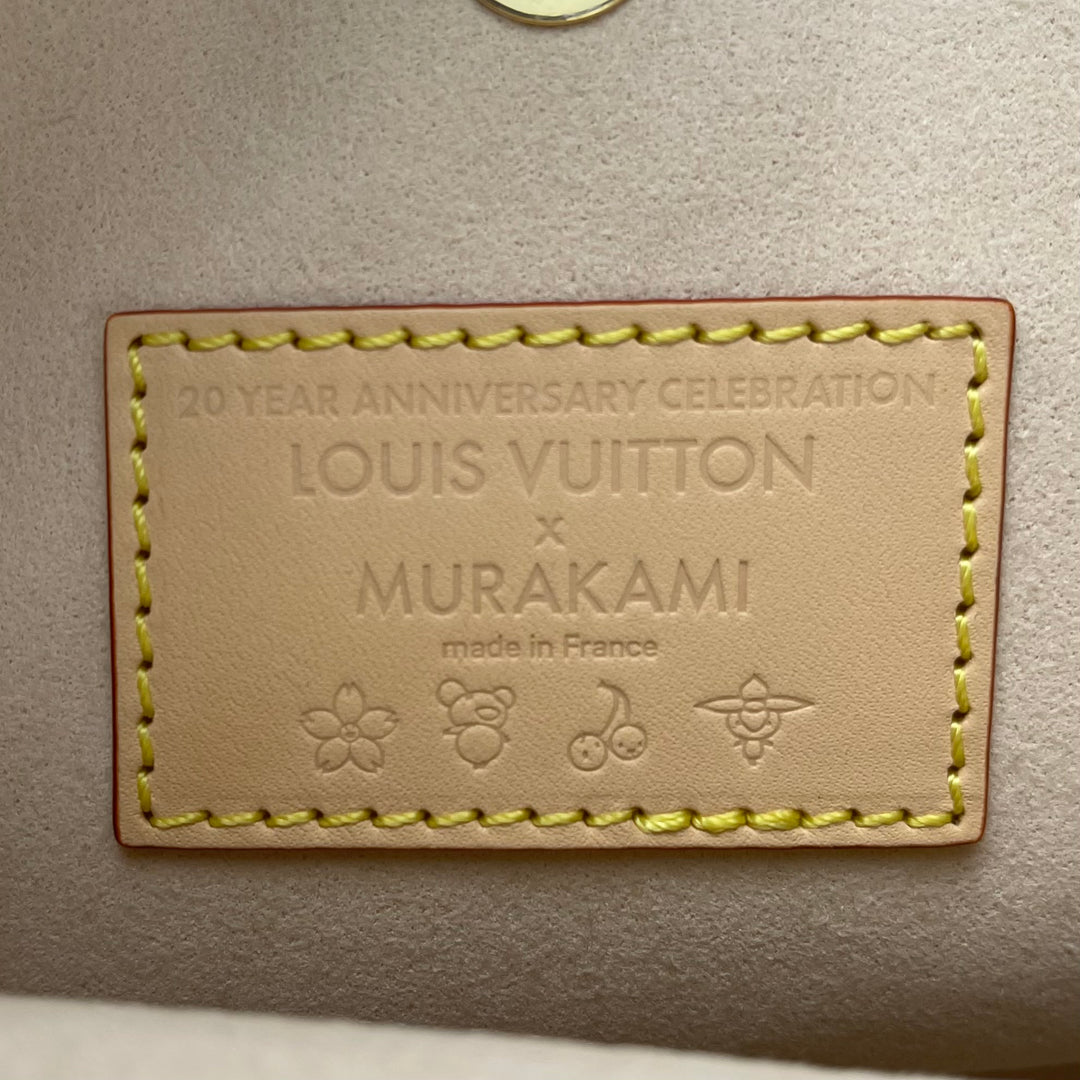 20 YEAR ANNIVERSARY CELEBRATION
LOUIS VUITTON
x
MURAKAMI
made in France